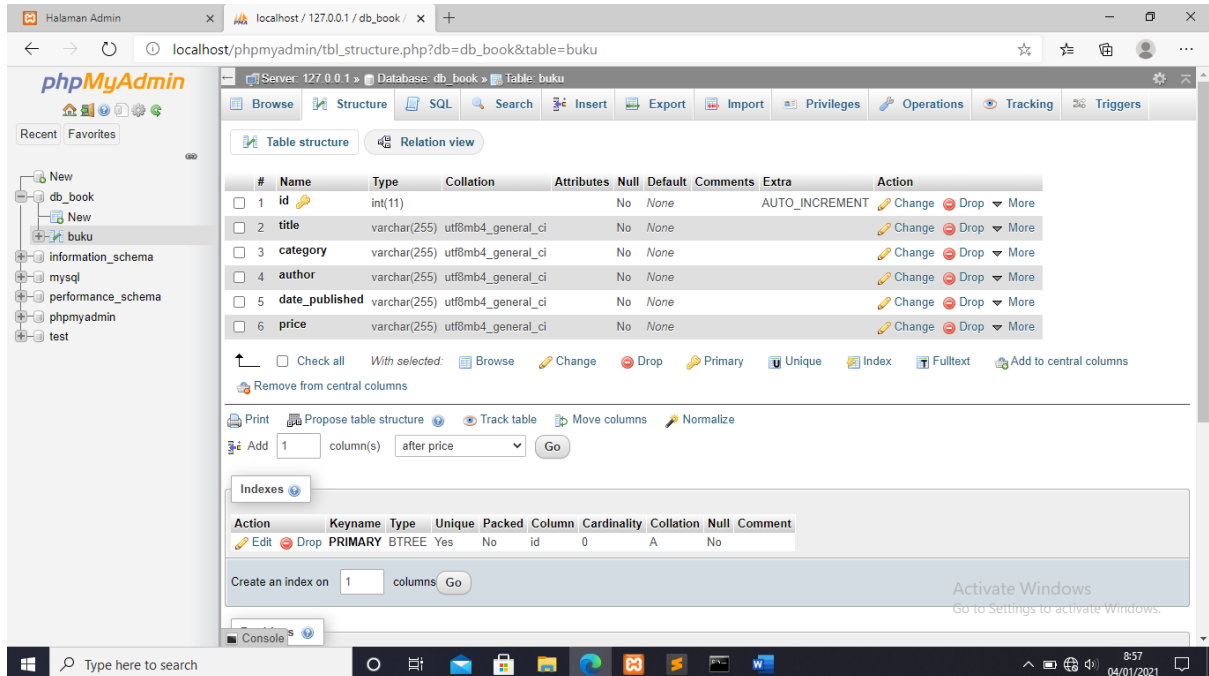 Halaman Admin
localhost / 127.0.0.1 / db_book /
localhost/phpmyadmin/tbl_structure.php?db=db_book&table=buku
phpMyAdmin
Recent Favorites
New
db_book
New
buku
information_schema
mysql
performance_schema
phpmyadmin
test
Server: 127.0.0.1 » Database: db_book » Table: buku
Browse Structure SQL Search Insert Export Import Privileges Operations Tracking Triggers
Table structure Relation view
# Name Type Collation Attributes Null Default Comments Extra Action
1 id int(11) No None AUTO_INCREMENT Change Drop More
2 title varchar(255) utf8mb4_general_ci No None Change Drop More
3 category varchar(255) utf8mb4_general_ci No None Change Drop More
4 author varchar(255) utf8mb4_general_ci No None Change Drop More
5 date_published varchar(255) utf8mb4_general_ci No None Change Drop More
6 price varchar(255) utf8mb4_general_ci No None Change Drop More
Check all With selected: Browse Change Drop Primary Unique Index Fulltext Add to central columns
Remove from central columns
Print Propose table structure Track table Move columns Normalize
Add 1 column(s) after price Go
Indexes
Action Keyname Type Unique Packed Column Cardinality Collation Null Comment
Edit Drop PRIMARY BTREE Yes No id 0 A No
Create an index on 1 columns Go
Activate Windows
Go to Settings to activate Windows.
Console
Type here to search
8:57
04/01/2021